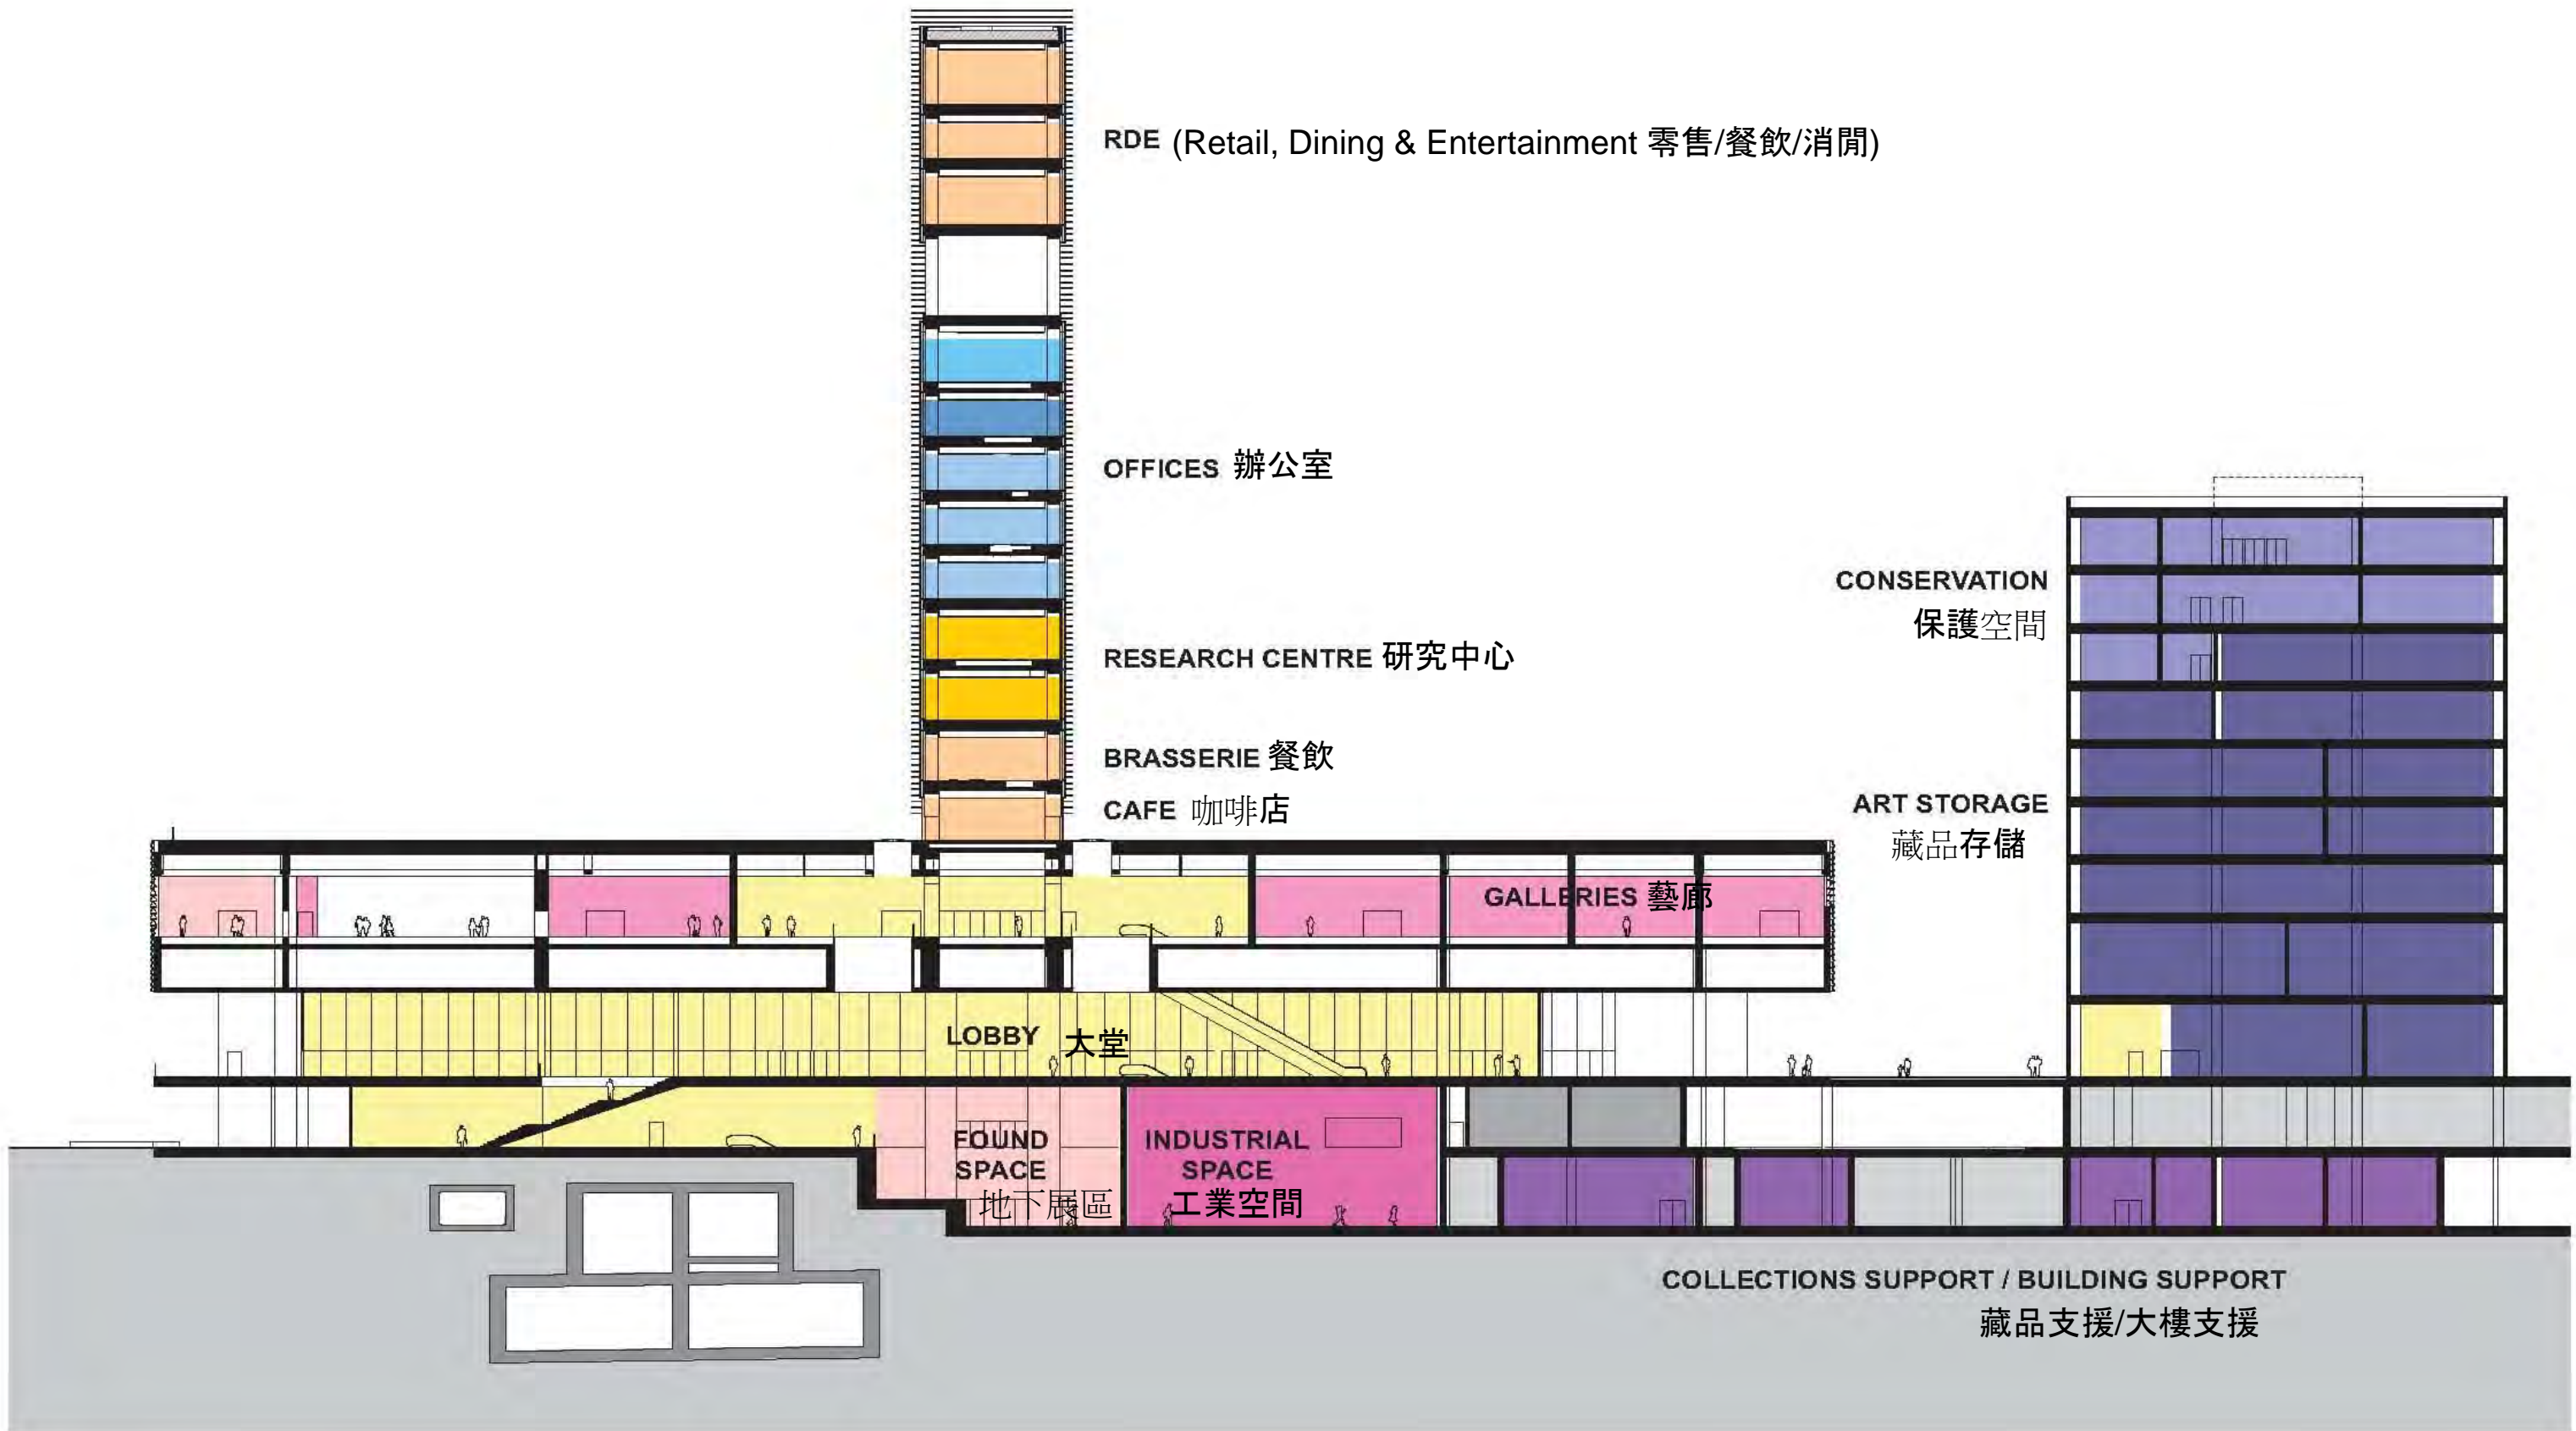 RDE (Retail, Dining & Entertainment 零售/餐飲/消閒)
OFFICES 辦公室
CONSERVATION
保護空間
RESEARCH CENTRE 研究中心
BRASSERIE 餐飲
CAFE 咖啡店
ART STORAGE
藏品存儲
GALLERIES 藝廊
LOBBY 大堂
FOUND
SPACE
地下展區
INDUSTRIAL
SPACE
工業空間
COLLECTIONS SUPPORT / BUILDING SUPPORT
藏品支援/大樓支援